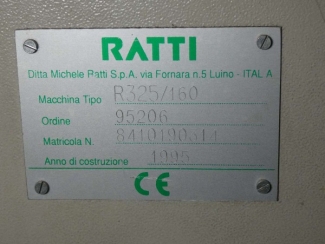 RATTI
Ditta Michele Ratti S.p.A. via Fornara n.5 Luino - ITAL A
Macchina Tipo R325/160
Ordine 95206
Matricola N.
Anno di costruzione 1995
CE